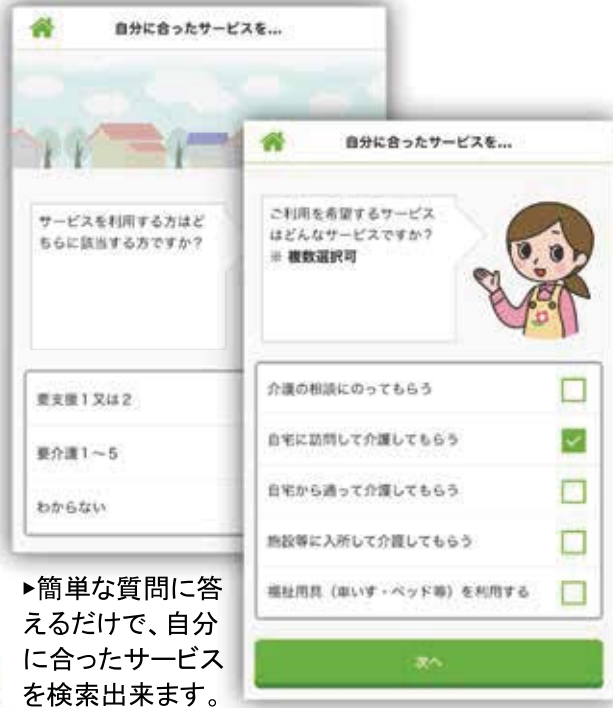 自分に合ったサービスを...
サービスを利用する方はど
ちらに該当する方ですか？
要支援1又は2
要介護1～5
わからない
自分に合ったサービスを...
ご利用を希望するサービス
はどんなサービスですか？
※ 複数選択可
介護の相談にのってもらう
自宅に訪問して介護してもらう
自宅から通って介護してもらう
施設等に入所して介護してもらう
福祉用具（車いす・ベッド等）を利用する
次へ
▶簡単な質問に答
えるだけで、自分
に合ったサービス
を検索出来ます。